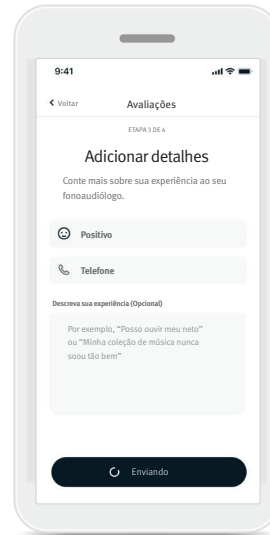 9:41
Voltar
Avaliações
ETAPA 3 DE 4
Adicionar detalhes
Conte mais sobre sua experiência ao seu
fonoaudiólogo.
Positivo
Telefone
Descreva sua experiência (Opcional)
Por exemplo, “Posso ouvir meu neto”
ou “Minha coleção de música nunca
soou tão bem”
Enviando